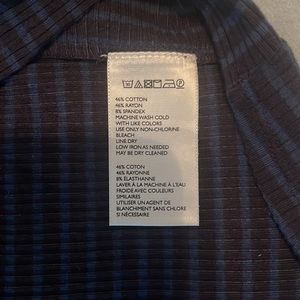 46% COTTON
46% RAYON
8% SPANDEX
MACHINE WASH COLD
WITH LIKE COLORS
USE ONLY NON-CHLORINE
BLEACH
LINE DRY
LOW IRON AS NEEDED
MAY BE DRY CLEANED
46% COTON
46% RAYONNE
8% ELASTHANNE
LAVER À LA MACHINE À L'EAU
FROIDE AVEC COULEURS
SIMILAIRES
UTILISER UN AGENT DE
BLANCHIMENT SANS CHLORE
SI NÉCESSAIRE